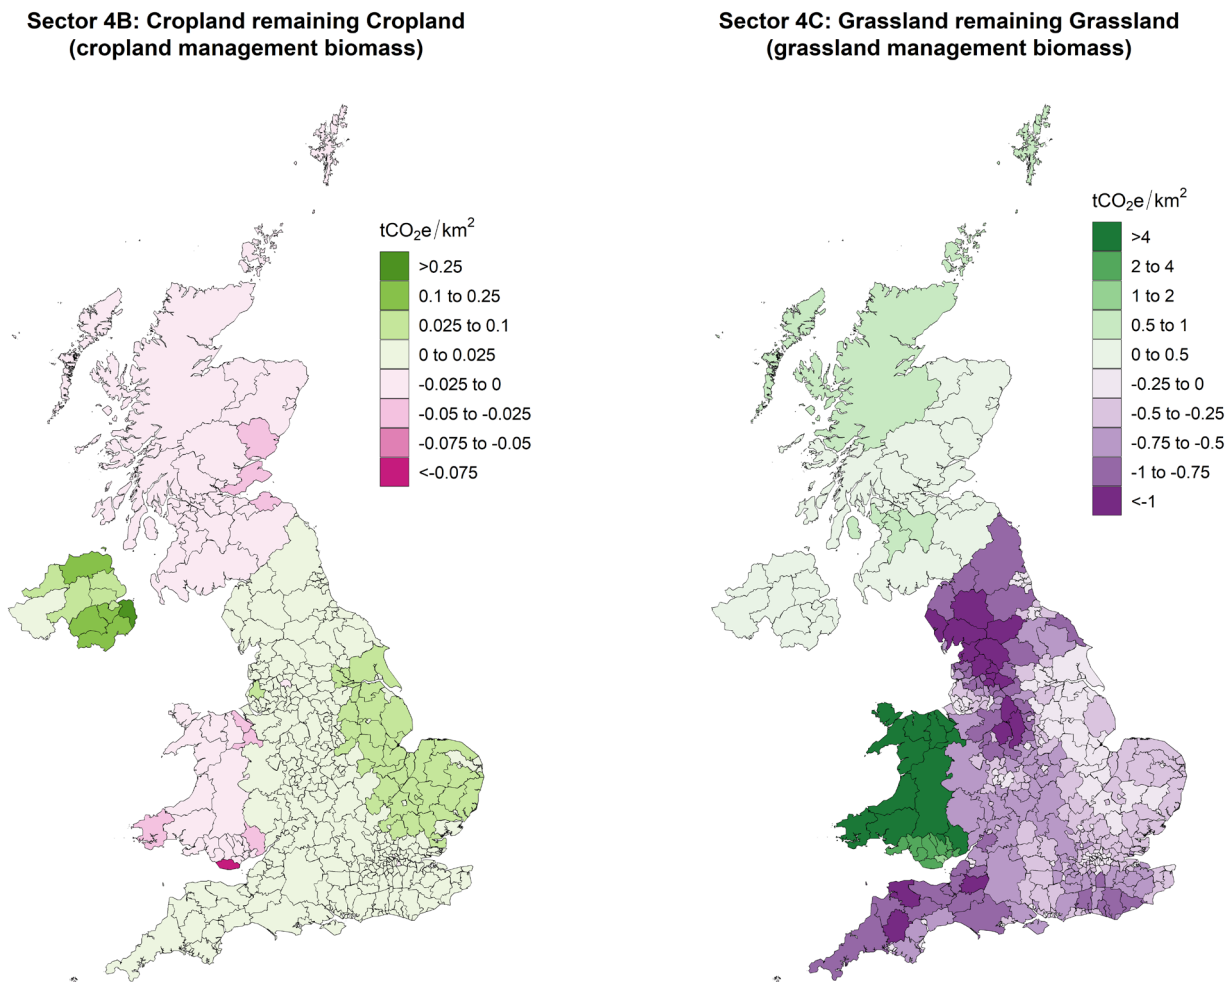 Sector 4B: Cropland remaining Cropland
(cropland management biomass)
tCO₂e/km²
>0.25
0.1 to 0.25
0.025 to 0.1
0 to 0.025
-0.025 to 0
-0.05 to -0.025
-0.075 to -0.05
<-0.075
Sector 4C: Grassland remaining Grassland
(grassland management biomass)
tCO₂e/km²
>4
2 to 4
1 to 2
0.5 to 1
0 to 0.5
-0.25 to 0
-0.5 to -0.25
-0.75 to -0.5
-1 to -0.75
<-1